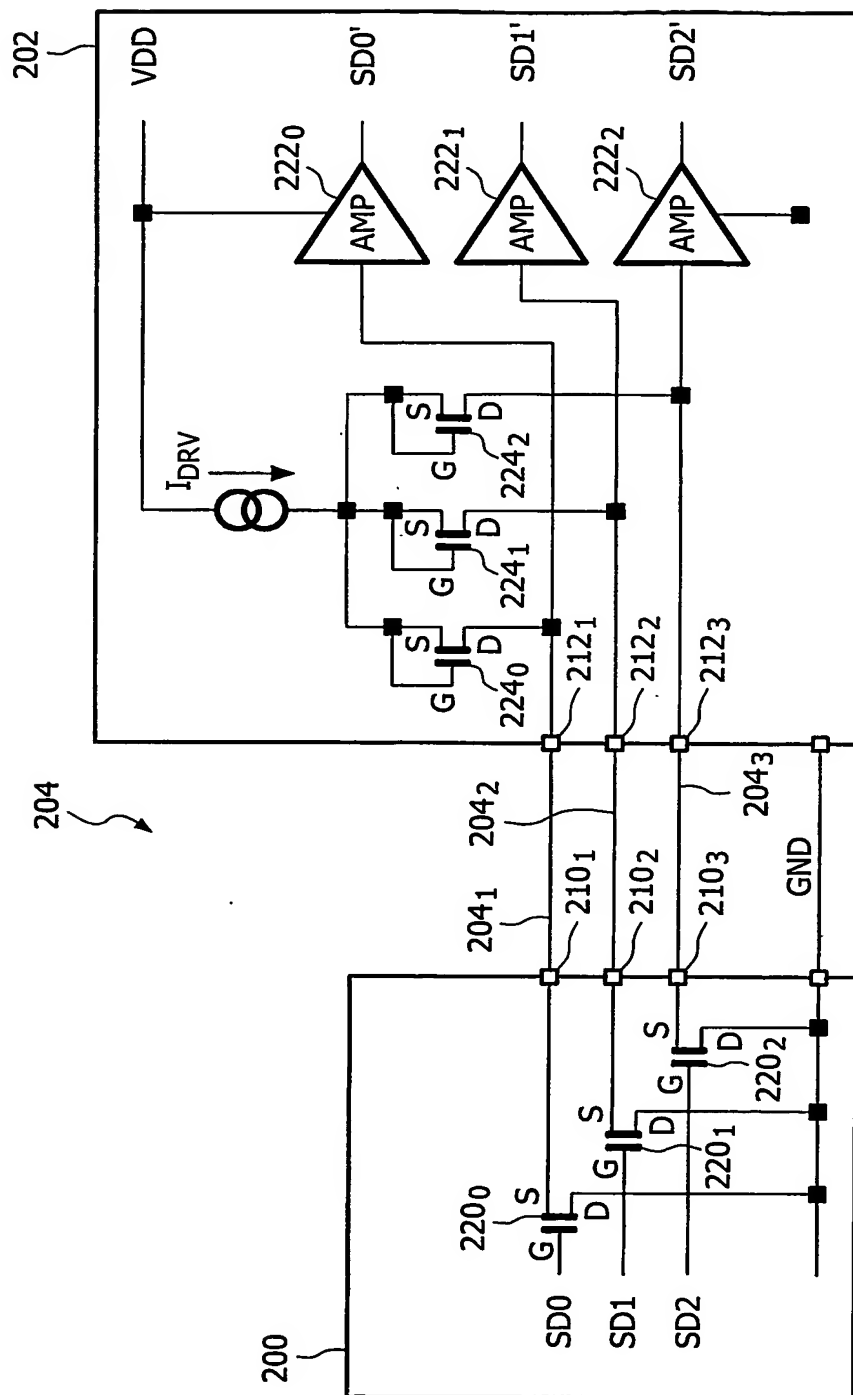 202
VDD
SD0'
SD1'
SD2'
222₀
222₁
222₂
AMP
AMP
AMP
I_DRV
S
D
G
224₂
S
D
G
224₁
S
D
G
224₀
212₁
212₂
212₃
204
204₁
204₂
204₃
GND
210₁
210₂
210₃
S
D
G
220₂
S
D
G
220₁
S
D
G
220₀
SD0
SD1
SD2
200